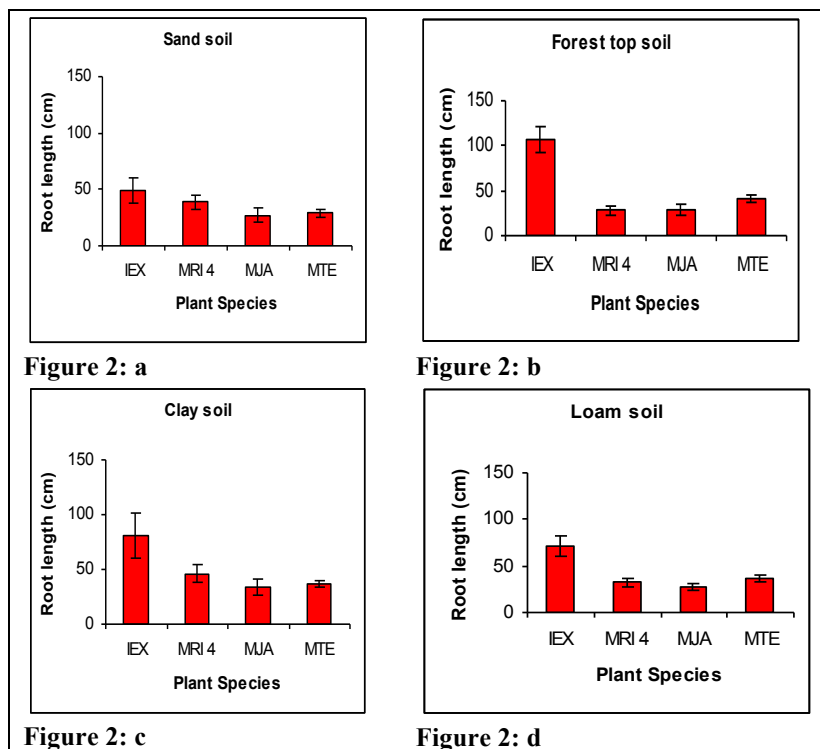 Sand soil
Root length (cm)
150
100
50
0
IEX MRI 4 MJA MTE
Plant Species
Figure 2: a
Forest top soil
Root length (cm)
150
100
50
0
IEX MRI 4 MJA MTE
Plant Species
Figure 2: b
Clay soil
Root length (cm)
150
100
50
0
IEX MRI 4 MJA MTE
Plant Species
Figure 2: c
Loam soil
Root length (cm)
150
100
50
0
IEX MRI 4 MJA MTE
Plant Species
Figure 2: d